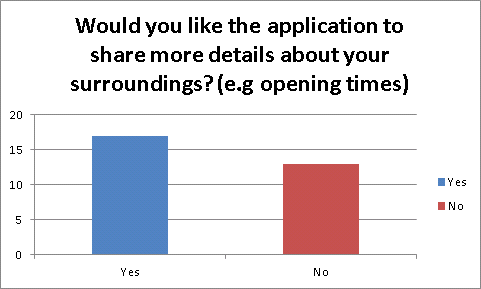 Would you like the application to
share more details about your
surroundings? (e.g opening times)
20
15
10
5
0
Yes
No
Yes
No